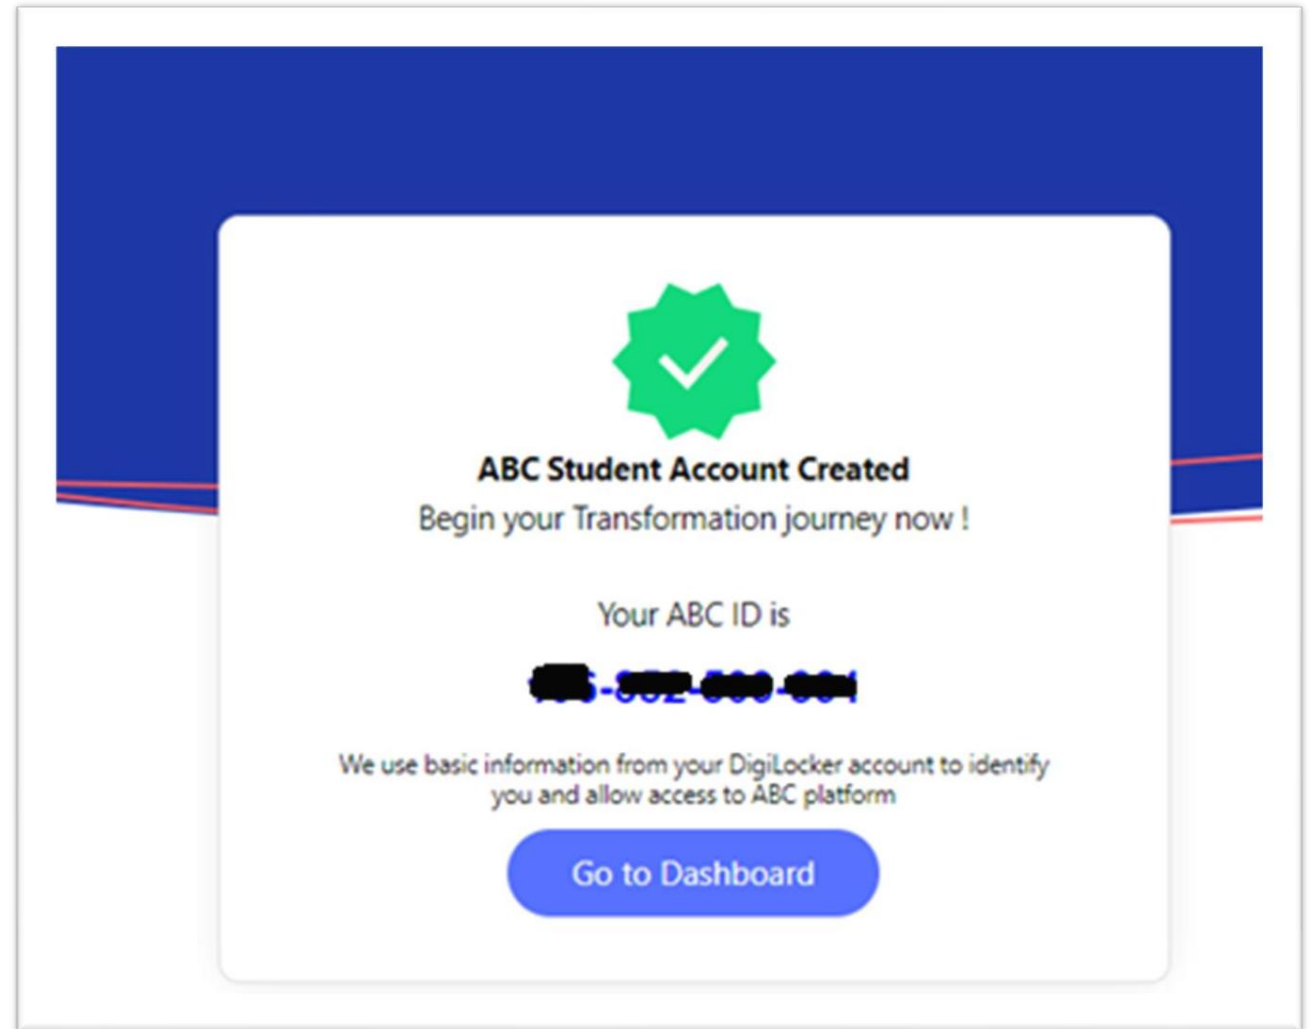 ABC Student Account Created
Begin your Transformation journey now !
Your ABC ID is
We use basic information from your DigiLocker account to identify
you and allow access to ABC platform
Go to Dashboard